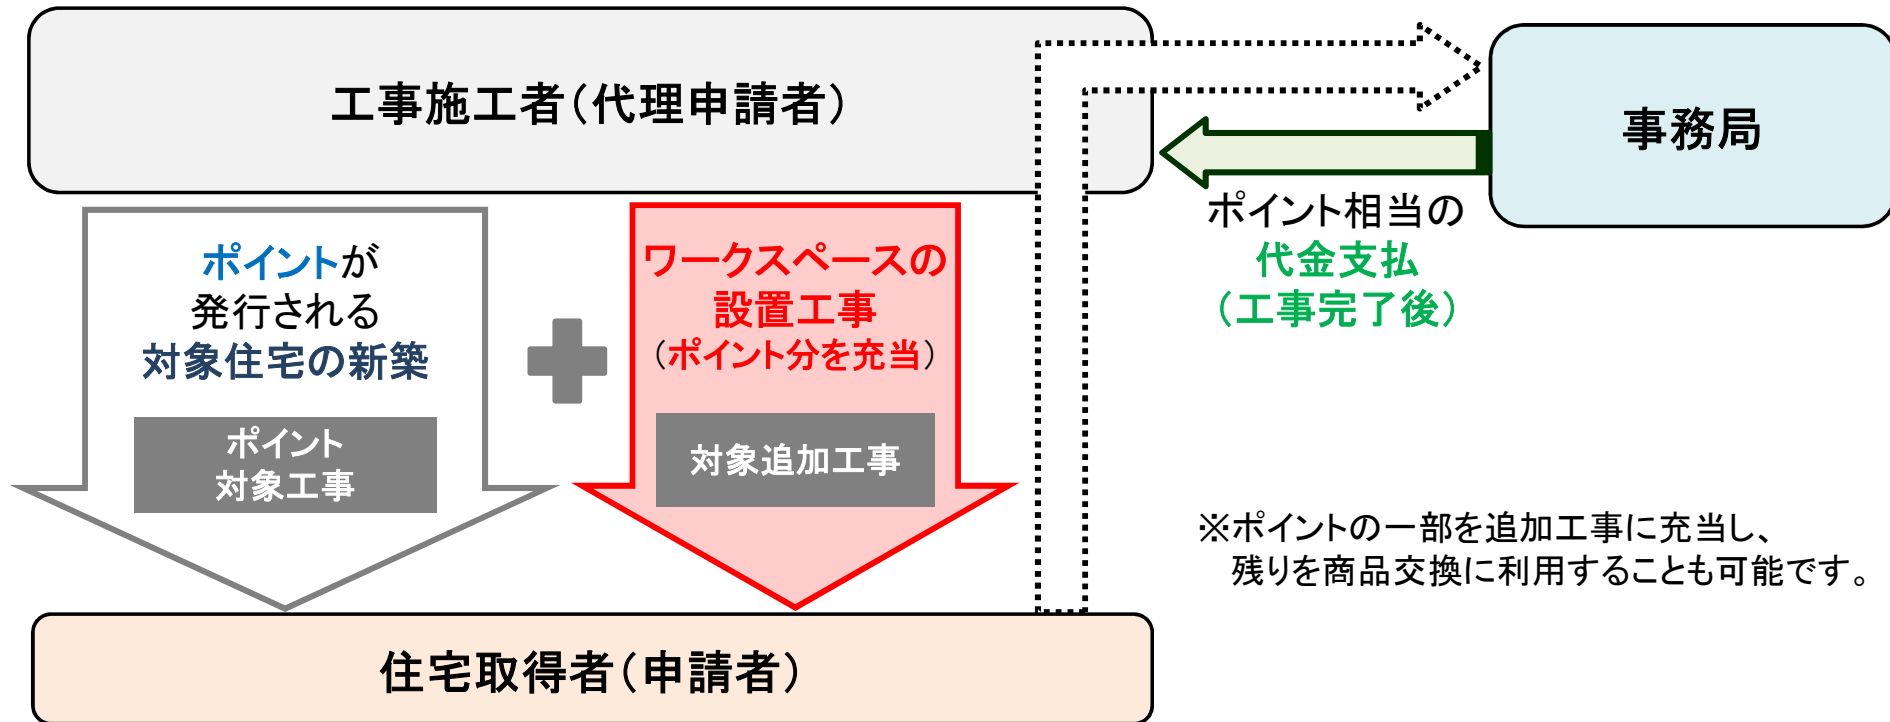 工事施工者（代理申請者）
事務局
ポイントが
発行される
対象住宅の新築
ポイント
対象工事
ワークスペースの
設置工事
（ポイント分を充当）
対象追加工事
ポイント相当の
代金支払
（工事完了後）
※ポイントの一部を追加工事に充当し、
残りを商品交換に利用することも可能です。
住宅取得者（申請者）